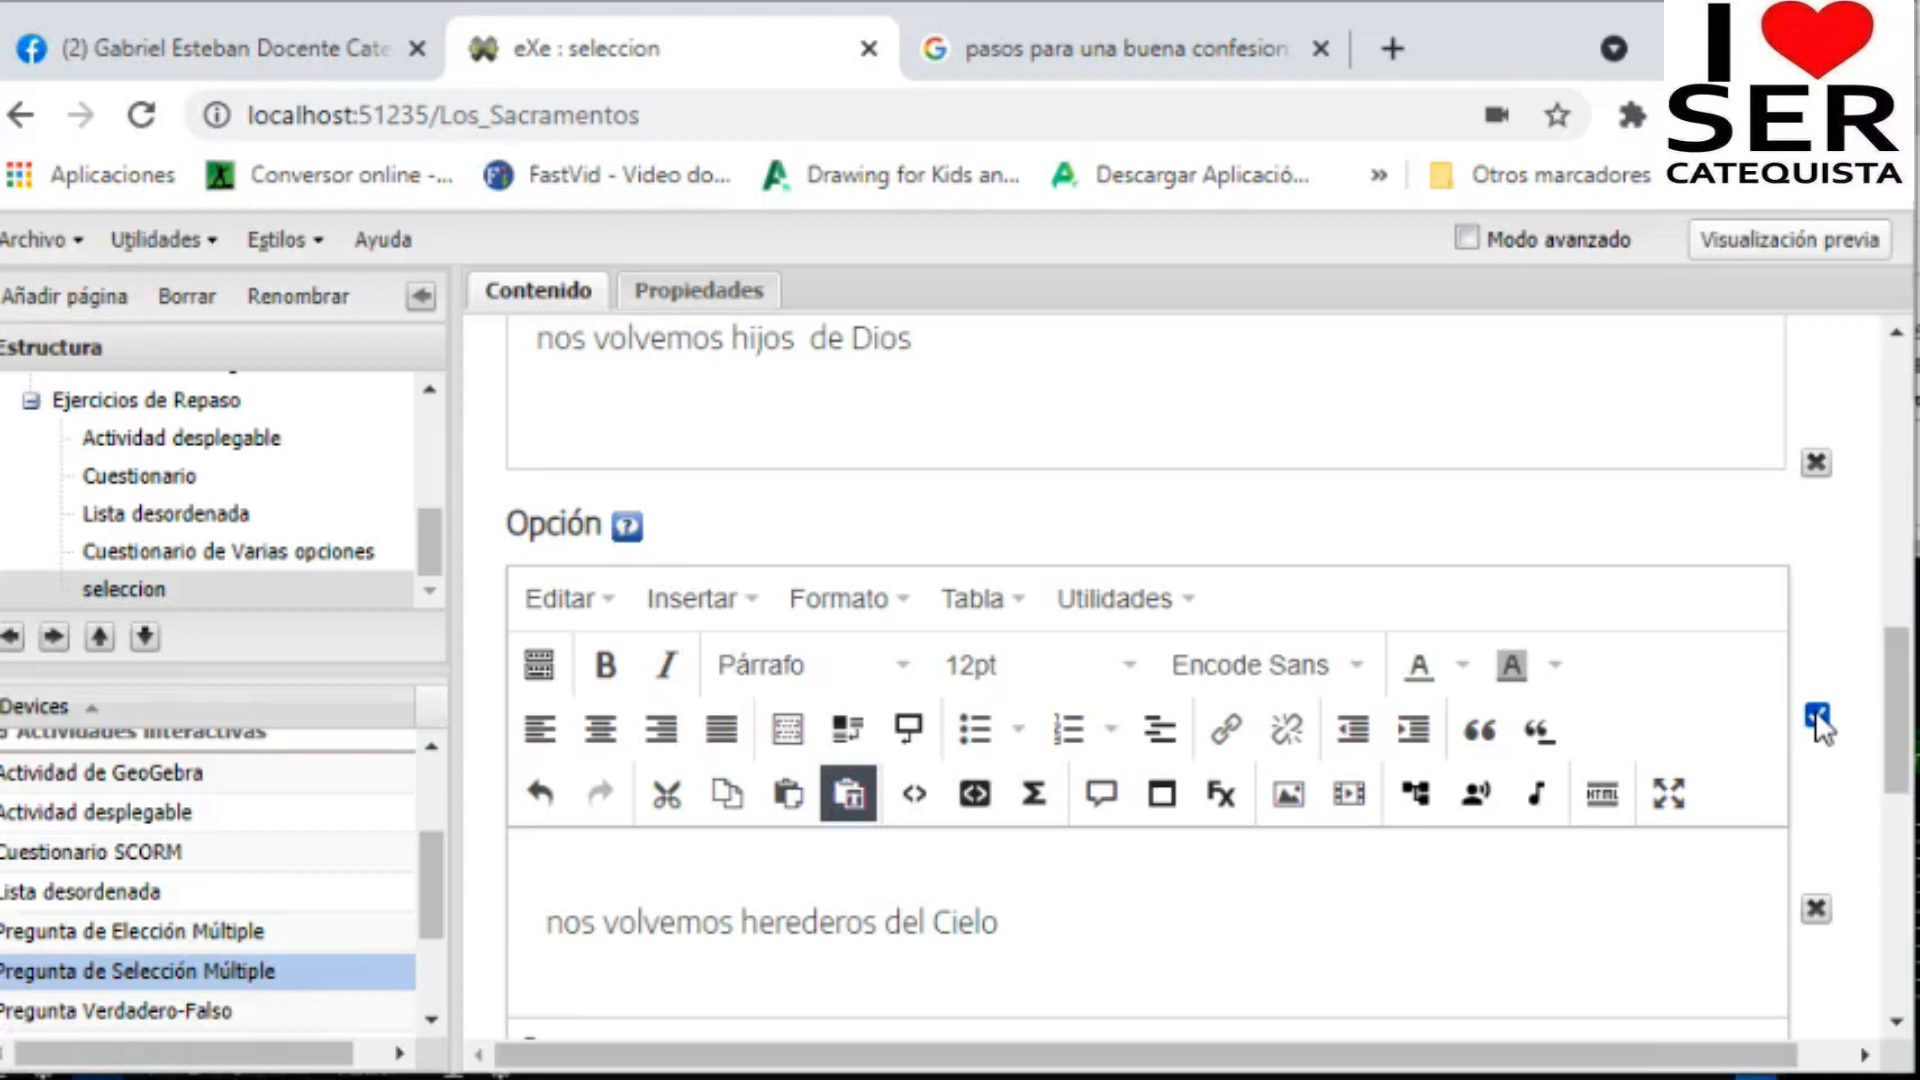 (2) Gabriel Esteban Docente Cate
eXe : seleccion
pasos para una buena confesion
I
SER
CATEQUISTA
localhost:51235/Los_Sacramentos
Aplicaciones
Conversor online -...
FastVid - Video do...
Drawing for Kids an...
Descargar Aplicació...
»
Otros marcadores
Archivo
Utilidades
Estilos
Ayuda
Modo avanzado
Visualización previa
Añadir página
Borrar
Renombrar
Contenido
Propiedades
Estructura
nos volvemos hijos  de Dios
Ejercicios de Repaso
Actividad desplegable
Cuestionario
Lista desordenada
Cuestionario de Varias opciones
seleccion
Opción
Editar
Insertar
Formato
Tabla
Utilidades
B
I
Párrafo
12pt
Encode Sans
A
A
Devices
Actividades Interactivas
Actividad de GeoGebra
Actividad desplegable
Cuestionario SCORM
Lista desordenada
Pregunta de Elección Múltiple
Pregunta de Selección Múltiple
Pregunta Verdadero-Falso
HTML
nos volvemos herederos del Cielo